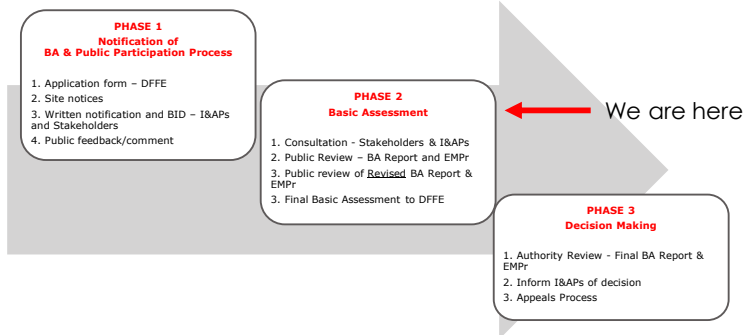 PHASE 1
Notification of
BA & Public Participation Process
1. Application form – DFFE
2. Site notices
3. Written notification and BID – I&APs
and Stakeholders
4. Public feedback/comment
PHASE 2
Basic Assessment
1. Consultation - Stakeholders & I&APs
2. Public Review – BA Report and EMPr
3. Public review of Revised BA Report &
EMPr
3. Final Basic Assessment to DFFE
We are here
PHASE 3
Decision Making
1. Authority Review - Final BA Report &
EMPr
2. Inform I&APs of decision
3. Appeals Process